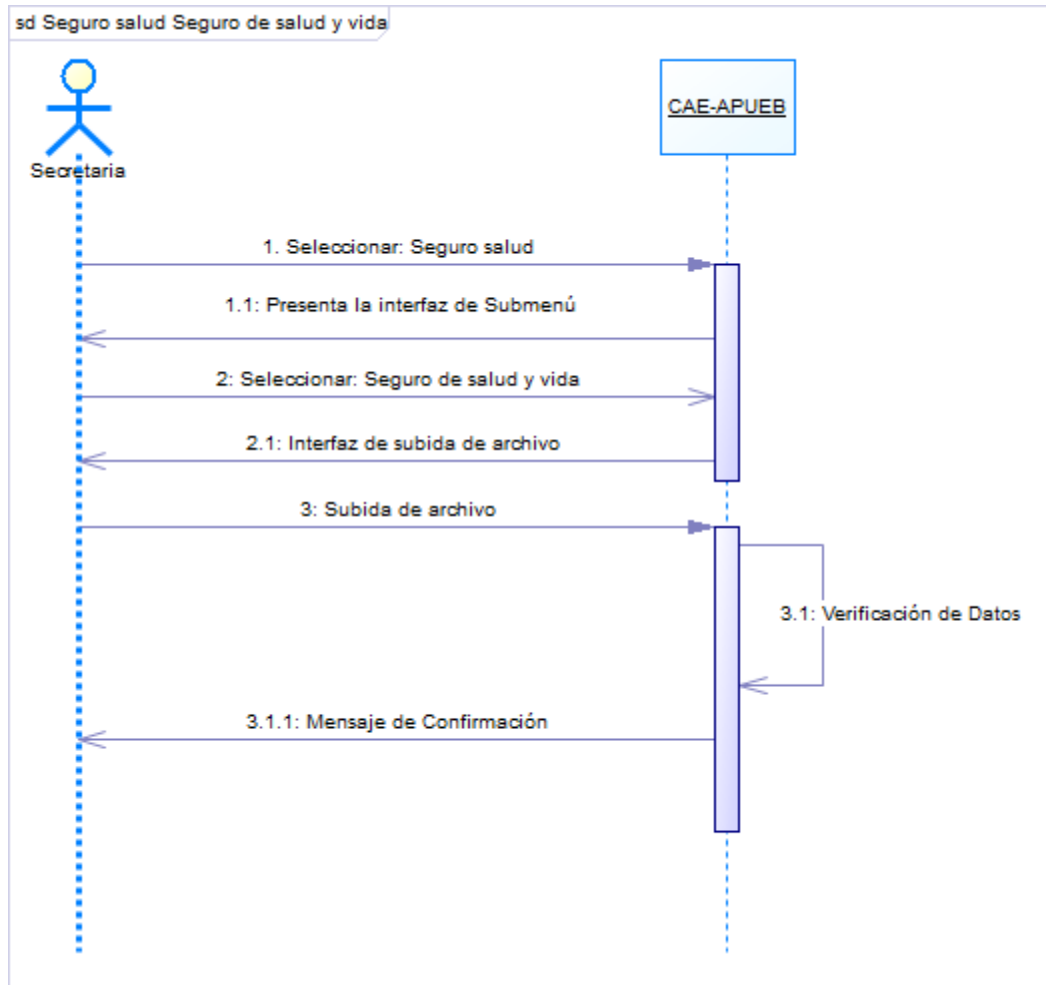 sd Seguro salud Seguro de salud y vida
CAE-APUEB
Secretaria
1. Seleccionar: Seguro salud
1.1: Presenta la interfaz de Submenú
2: Seleccionar: Seguro de salud y vida
2.1: Interfaz de subida de archivo
3: Subida de archivo
3.1: Verificación de Datos
3.1.1: Mensaje de Confirmación